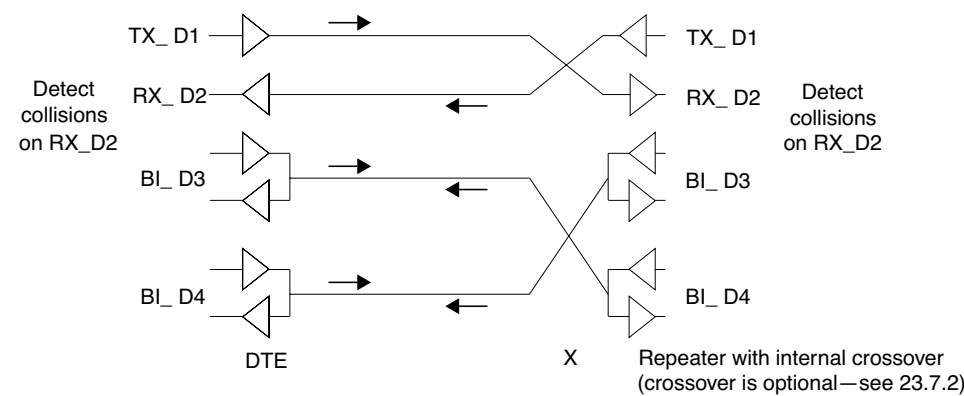 TX_ D1
TX_ D1
Detect
collisions
on RX_D2
RX_ D2
RX_ D2
Detect
collisions
on RX_D2
BI_ D3
BI_ D3
BI_ D4
BI_ D4
DTE
X
Repeater with internal crossover
(crossover is optional—see 23.7.2)